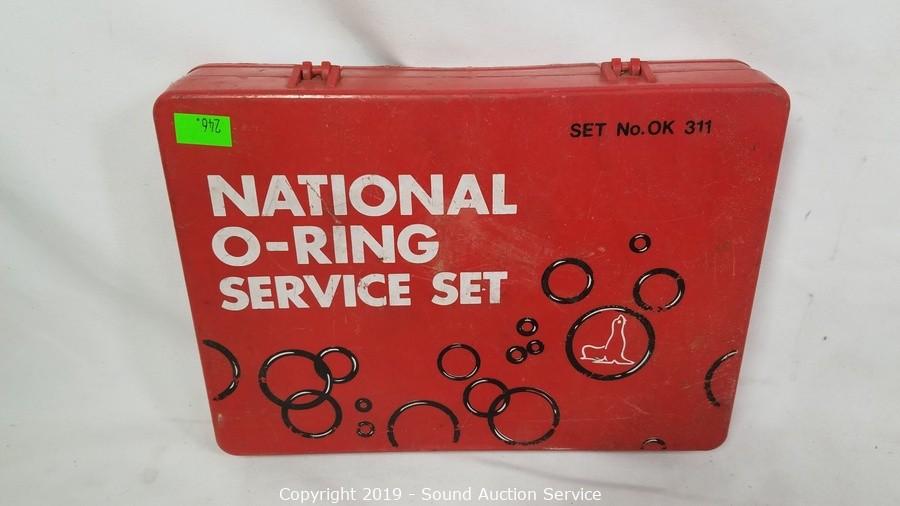 246.
SET No.OK 311
NATIONAL
O-RING
SERVICE SET
Copyright 2019 - Sound Auction Service